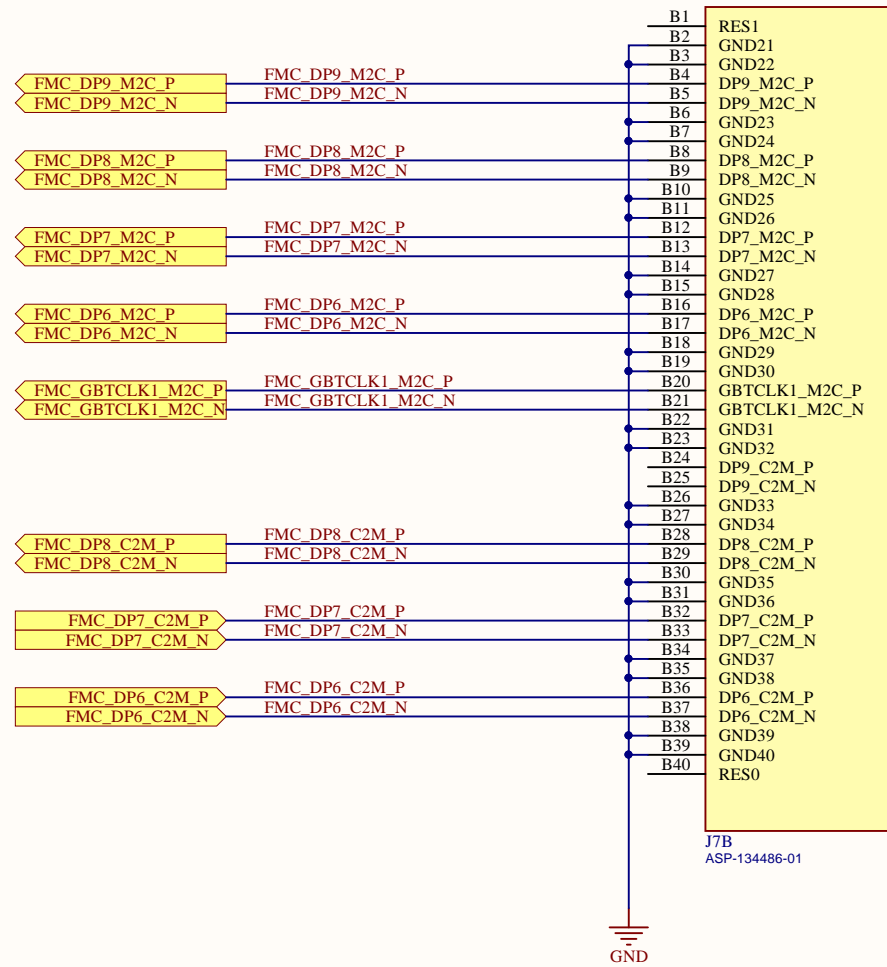 B1 RES1
B2 GND21
B3 GND22
FMC_DP9_M2C_P FMC_DP9_M2C_P B4 DP9_M2C_P
FMC_DP9_M2C_N FMC_DP9_M2C_N B5 DP9_M2C_N
B6 GND23
B7 GND24
FMC_DP8_M2C_P FMC_DP8_M2C_P B8 DP8_M2C_P
FMC_DP8_M2C_N FMC_DP8_M2C_N B9 DP8_M2C_N
B10 GND25
B11 GND26
FMC_DP7_M2C_P FMC_DP7_M2C_P B12 DP7_M2C_P
FMC_DP7_M2C_N FMC_DP7_M2C_N B13 DP7_M2C_N
B14 GND27
B15 GND28
FMC_DP6_M2C_P FMC_DP6_M2C_P B16 DP6_M2C_P
FMC_DP6_M2C_N FMC_DP6_M2C_N B17 DP6_M2C_N
B18 GND29
B19 GND30
FMC_GBTCLK1_M2C_P FMC_GBTCLK1_M2C_P B20 GBTCLK1_M2C_P
FMC_GBTCLK1_M2C_N FMC_GBTCLK1_M2C_N B21 GBTCLK1_M2C_N
B22 GND31
B23 GND32
B24 DP9_C2M_P
B25 DP9_C2M_N
B26 GND33
B27 GND34
FMC_DP8_C2M_P FMC_DP8_C2M_P B28 DP8_C2M_P
FMC_DP8_C2M_N FMC_DP8_C2M_N B29 DP8_C2M_N
B30 GND35
B31 GND36
FMC_DP7_C2M_P FMC_DP7_C2M_P B32 DP7_C2M_P
FMC_DP7_C2M_N FMC_DP7_C2M_N B33 DP7_C2M_N
B34 GND37
B35 GND38
FMC_DP6_C2M_P FMC_DP6_C2M_P B36 DP6_C2M_P
FMC_DP6_C2M_N FMC_DP6_C2M_N B37 DP6_C2M_N
B38 GND39
B39 GND40
B40 RES0
J7B
ASP-134486-01
GND